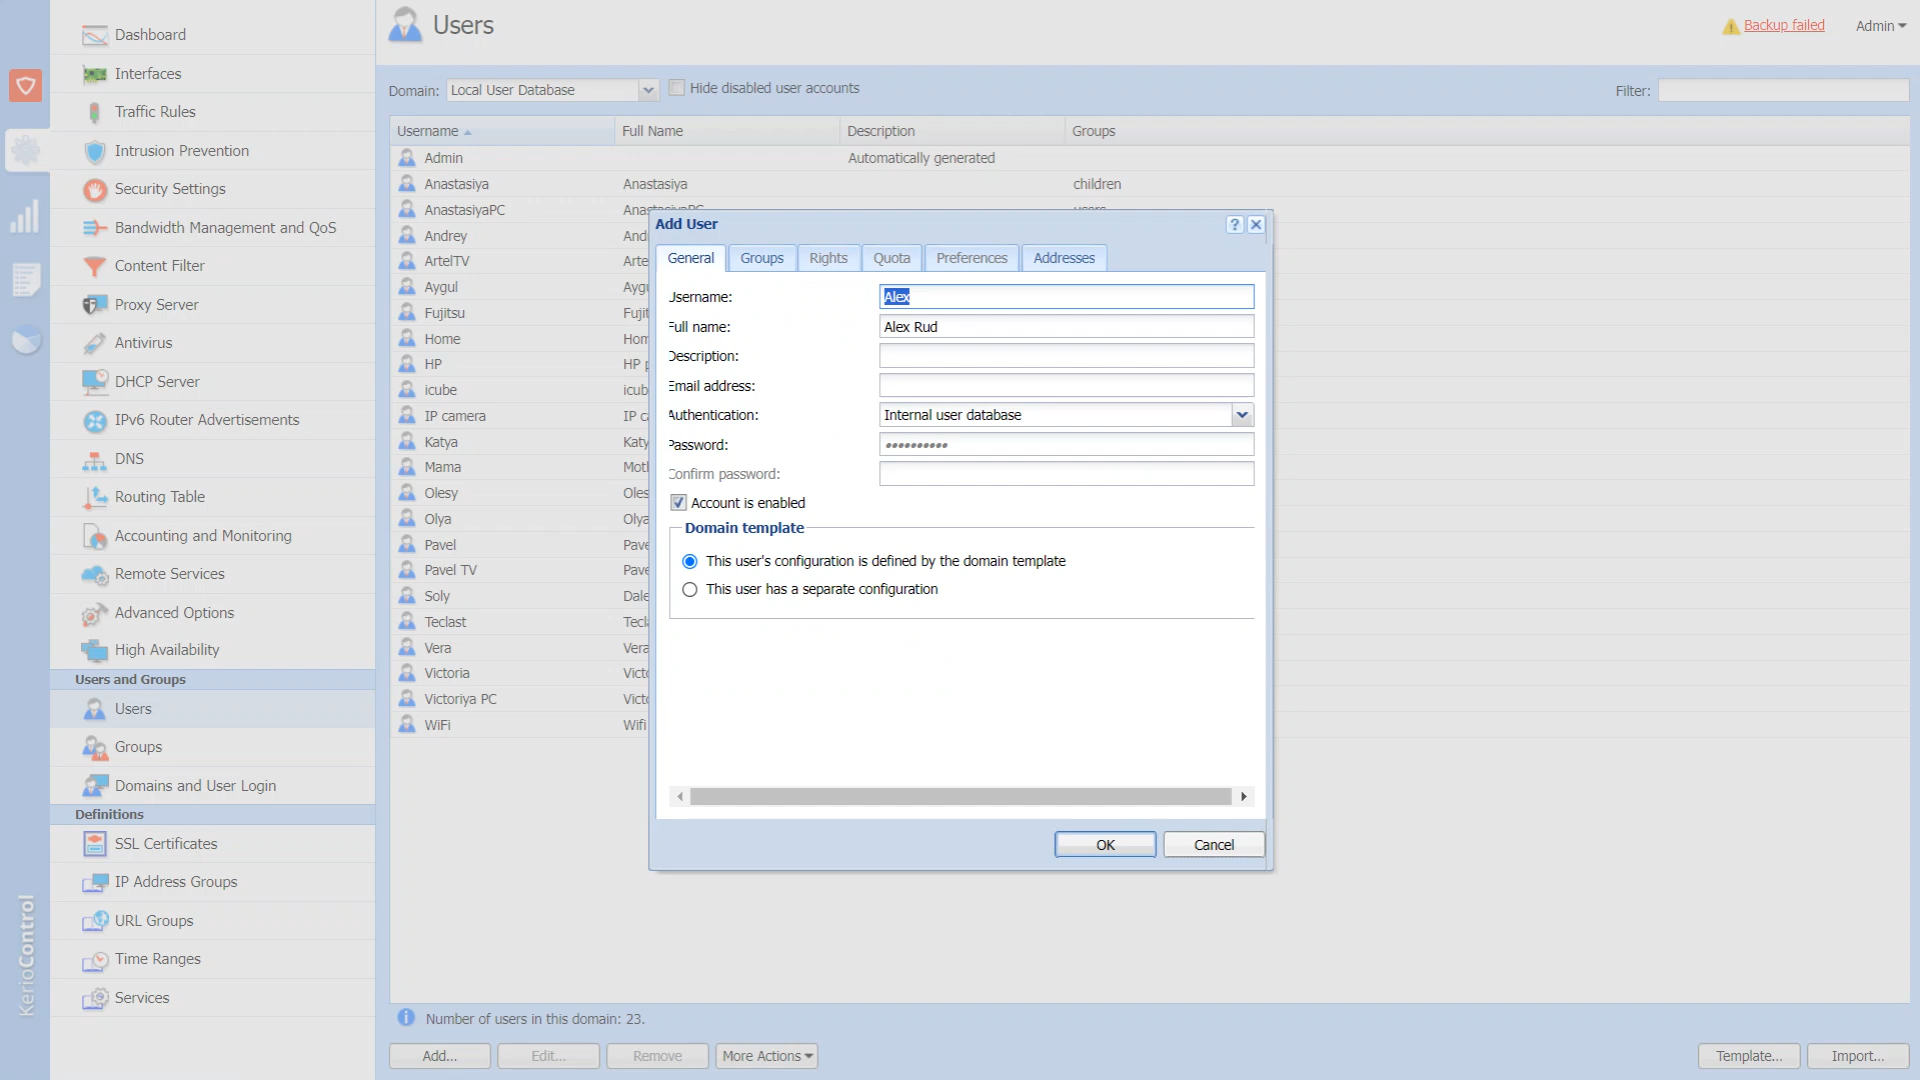 Dashboard
Interfaces
Traffic Rules
Intrusion Prevention
Security Settings
Bandwidth Management and QoS
Content Filter
Proxy Server
Antivirus
DHCP Server
IPv6 Router Advertisements
DNS
Routing Table
Accounting and Monitoring
Remote Services
Advanced Options
High Availability
Users and Groups
Users
Groups
Domains and User Login
Definitions
SSL Certificates
IP Address Groups
URL Groups
Time Ranges
Services
KerioControl
Users
Backup failed
Admin
Domain: Local User Database
Hide disabled user accounts
Filter:
Username Full Name Description Groups
Admin Automatically generated
Anastasiya Anastasiya children
AnastasiyaPC
Andrey
ArtelTV
Aygul
Fujitsu
Home
HP
icube
IP camera
Katya
Mama
Olesy
Olya
Pavel
Pavel TV
Soly
Teclast
Vera
Victoria
Victoriya PC
WiFi Wifi
Add User
?
General Groups Rights Quota Preferences Addresses
Username: Alex
Full name: Alex Rud
Description:
Email address:
Authentication: Internal user database
Password: ••••••••••
Confirm password:
Account is enabled
Domain template
This user's configuration is defined by the domain template
This user has a separate configuration
OK Cancel
Number of users in this domain: 23.
Add... Edit... Remove More Actions
Template... Import...